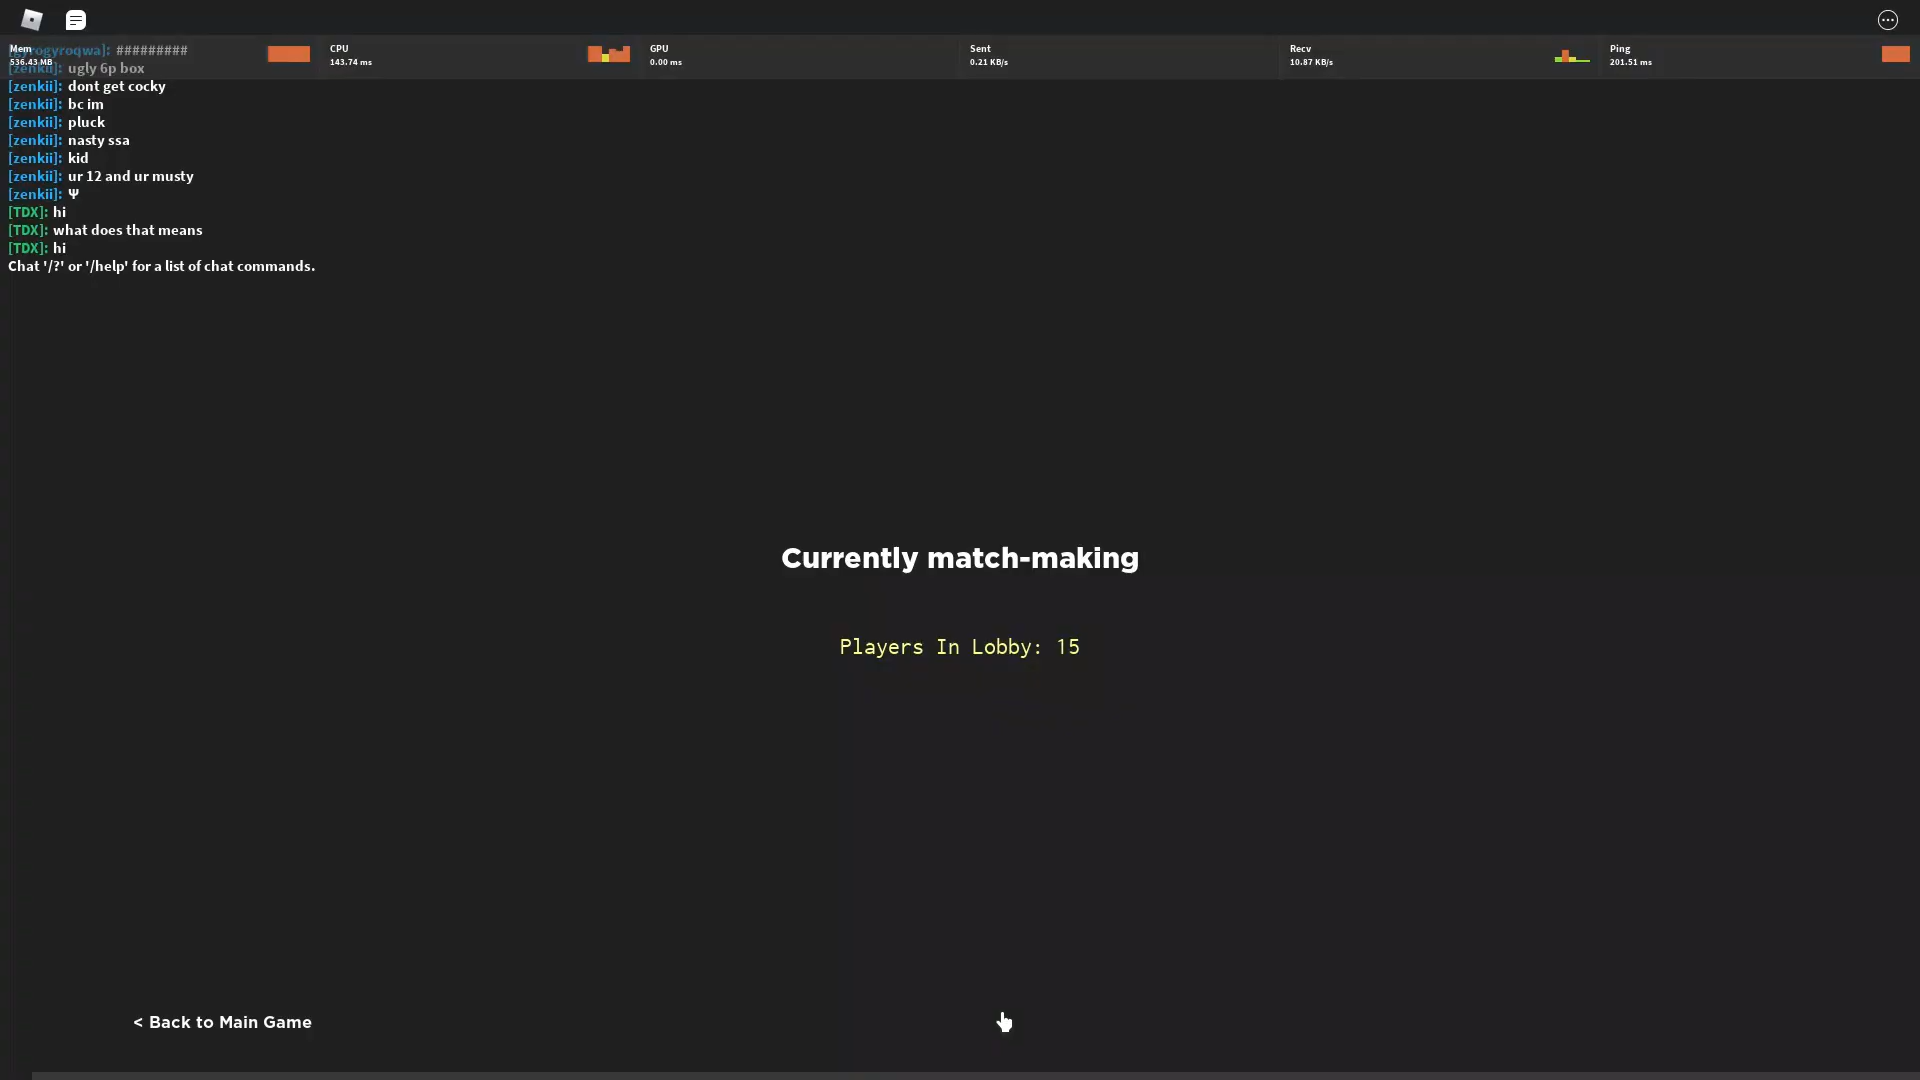 Mem
536.43 MB
CPU
143.74 ms
GPU
0.00 ms
Sent
0.21 KB/s
Recv
10.87 KB/s
Ping
201.51 ms
[gyrogyroqwa]: #########
[zenkii]: ugly 6p box
[zenkii]: dont get cocky
[zenkii]: bc im
[zenkii]: pluck
[zenkii]: nasty ssa
[zenkii]: kid
[zenkii]: ur 12 and ur musty
[zenkii]: Ψ
[TDX]: hi
[TDX]: what does that means
[TDX]: hi
Chat '/?' or '/help' for a list of chat commands.
Currently match-making
Players In Lobby: 15
< Back to Main Game